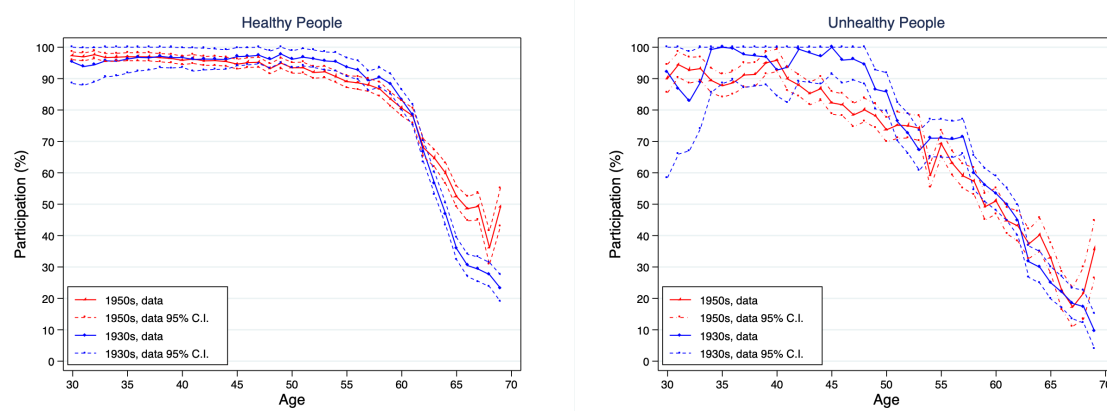 Healthy People
Participation (%)
100
90
80
70
60
50
40
30
20
10
0
1950s, data
1950s, data 95% C.I.
1930s, data
1930s, data 95% C.I.
30 35 40 45 50 55 60 65 70
Age
Unhealthy People
Participation (%)
100
90
80
70
60
50
40
30
20
10
0
1950s, data
1950s, data 95% C.I.
1930s, data
1930s, data 95% C.I.
30 35 40 45 50 55 60 65 70
Age